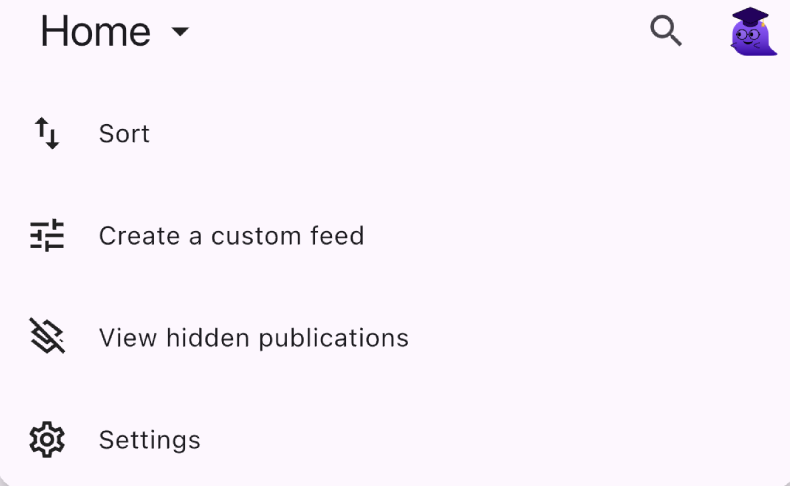 Home
Sort
Create a custom feed
View hidden publications
Settings